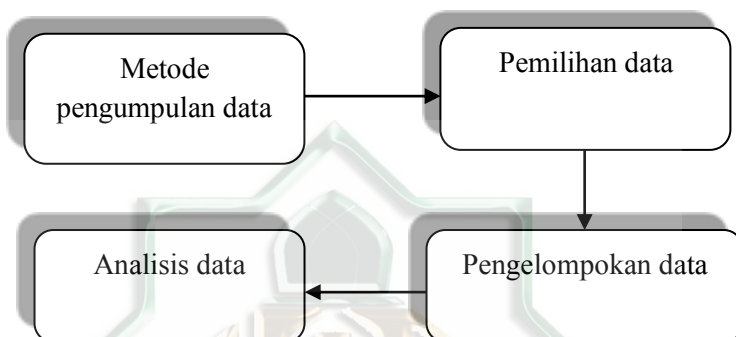 Metode
pengumpulan data
Pemilihan data
Analisis data
Pengelompokan data